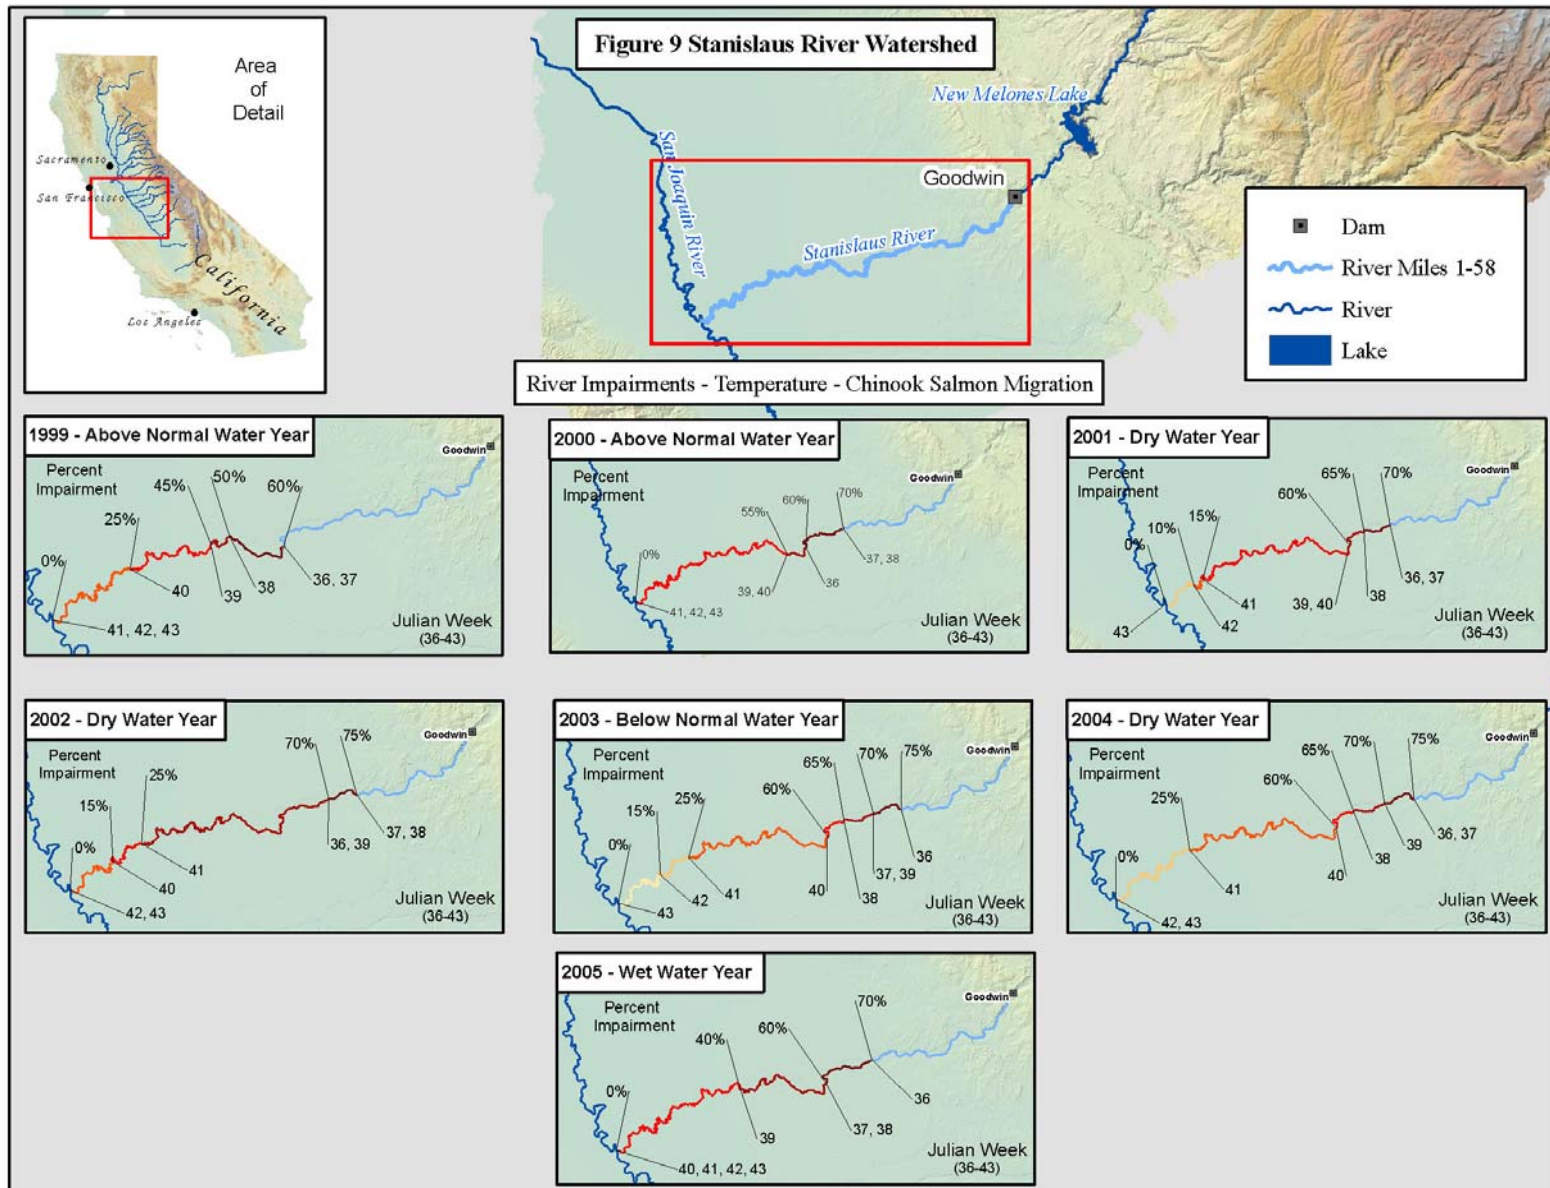 Figure 9 Stanislaus River Watershed
Area
of
Detail
Sacramento
San Francisco
California
Los Angeles
New Melones Lake
San Joaquin River
Goodwin
Stanislaus River
Dam
River Miles 1-58
River
Lake
River Impairments - Temperature - Chinook Salmon Migration
1999 - Above Normal Water Year
Goodwin
Percent
Impairment
0%
25%
45%
50%
60%
41, 42, 43
40
39
38
36, 37
Julian Week
(36-43)
2000 - Above Normal Water Year
Goodwin
Percent
Impairment
0%
55%
60%
70%
41, 42, 43
39, 40
36
37, 38
Julian Week
(36-43)
2001 - Dry Water Year
Goodwin
Percent
Impairment
0%
10%
15%
60%
65%
70%
43
42
41
39, 40
38
36, 37
Julian Week
(36-43)
2002 - Dry Water Year
Goodwin
Percent
Impairment
0%
15%
25%
70%
75%
42, 43
40
41
36, 39
37, 38
Julian Week
(36-43)
2003 - Below Normal Water Year
Goodwin
Percent
Impairment
0%
15%
25%
60%
65%
70%
75%
43
42
41
40
38
37, 39
36
Julian Week
(36-43)
2004 - Dry Water Year
Goodwin
Percent
Impairment
0%
25%
60%
65%
70%
75%
42, 43
41
40
38
39
36, 37
Julian Week
(36-43)
2005 - Wet Water Year
Goodwin
Percent
Impairment
0%
40%
60%
70%
40, 41, 42, 43
39
37, 38
36
Julian Week
(36-43)